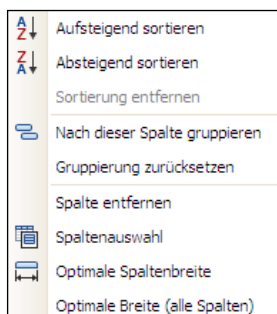 Aufsteigend sortieren
Absteigend sortieren
Sortierung entfernen
Nach dieser Spalte gruppieren
Gruppierung zurücksetzen
Spalte entfernen
Spaltenauswahl
Optimale Spaltenbreite
Optimale Breite (alle Spalten)